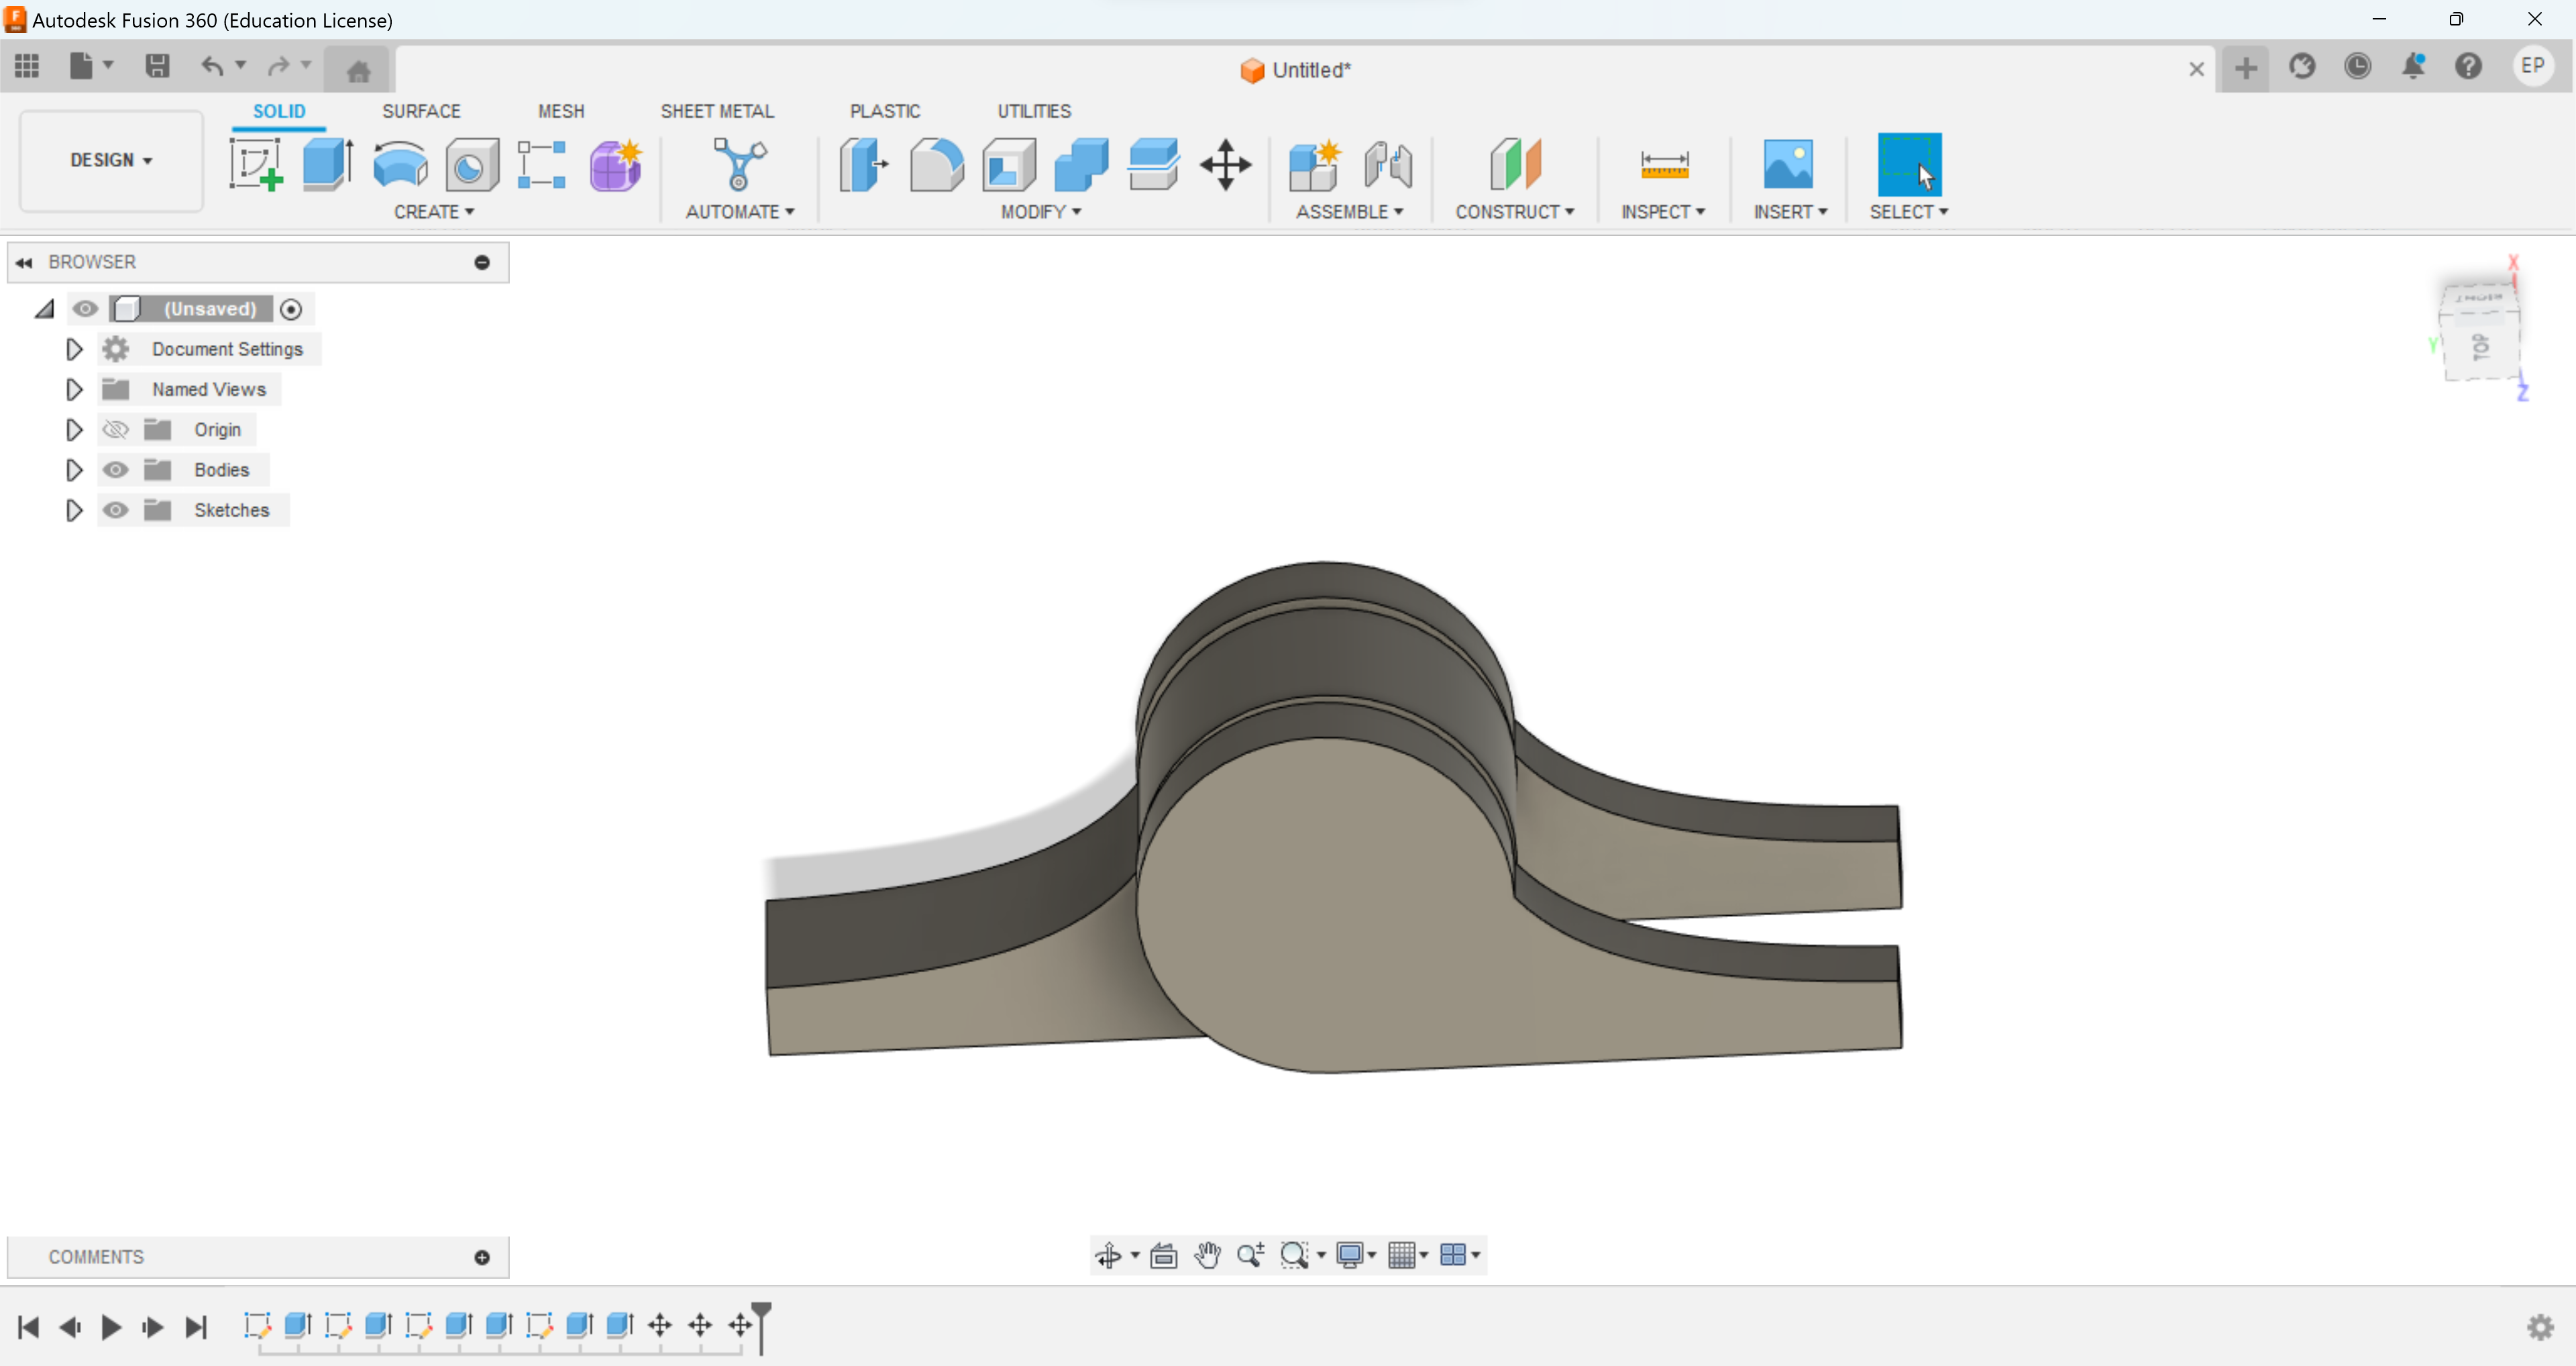 Autodesk Fusion 360 (Education License)
Untitled*
EP
SOLID SURFACE MESH SHEET METAL PLASTIC UTILITIES
DESIGN
CREATE AUTOMATE MODIFY ASSEMBLE CONSTRUCT INSPECT INSERT SELECT
BROWSER
(Unsaved)
Document Settings
Named Views
Origin
Bodies
Sketches
X
RIGHT
Y
TOP
Z
COMMENTS